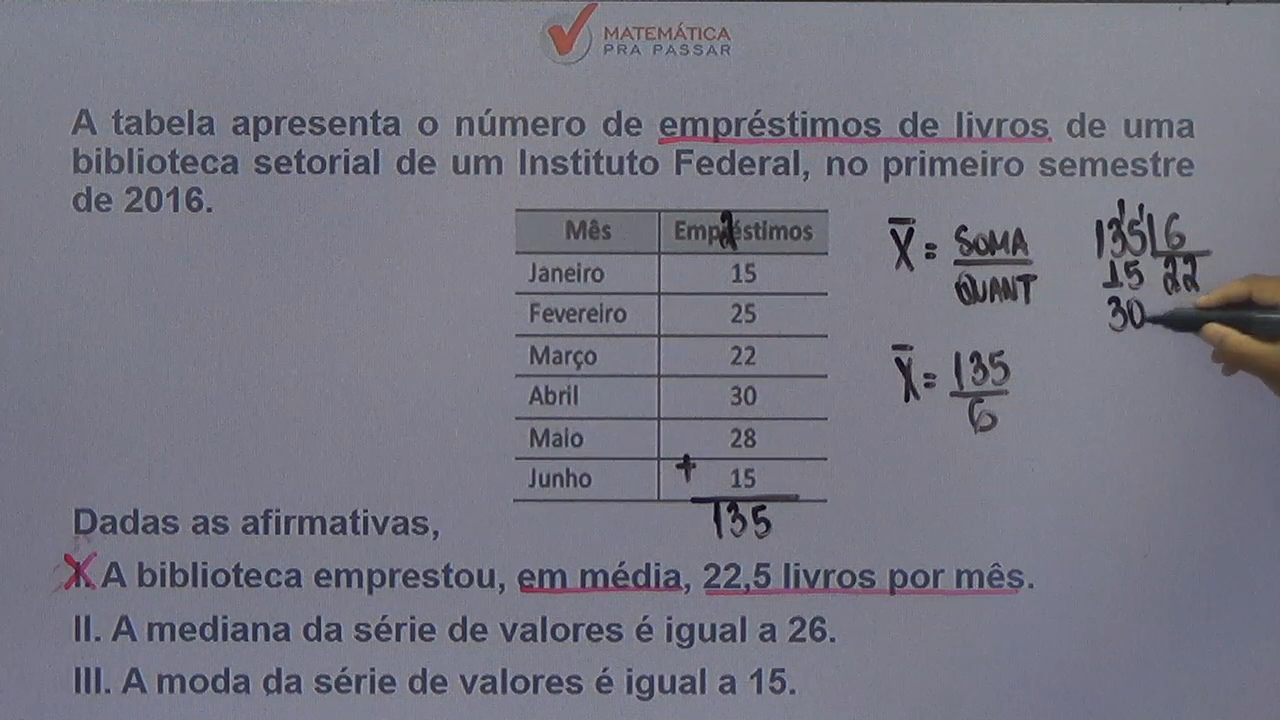 MATEMÁTICA
PRA PASSAR
A tabela apresenta o número de empréstimos de livros de uma
biblioteca setorial de um Instituto Federal, no primeiro semestre
de 2016.
Mês Empréstimos
Janeiro 15
Fevereiro 25
Março 22
Abril 30
Maio 28
Junho + 15
135
X̄ = SOMA
QUANT
X̄ = 135
6
135 6
15 22
30
Dadas as afirmativas,
I. A biblioteca emprestou, em média, 22,5 livros por mês.
II. A mediana da série de valores é igual a 26.
III. A moda da série de valores é igual a 15.